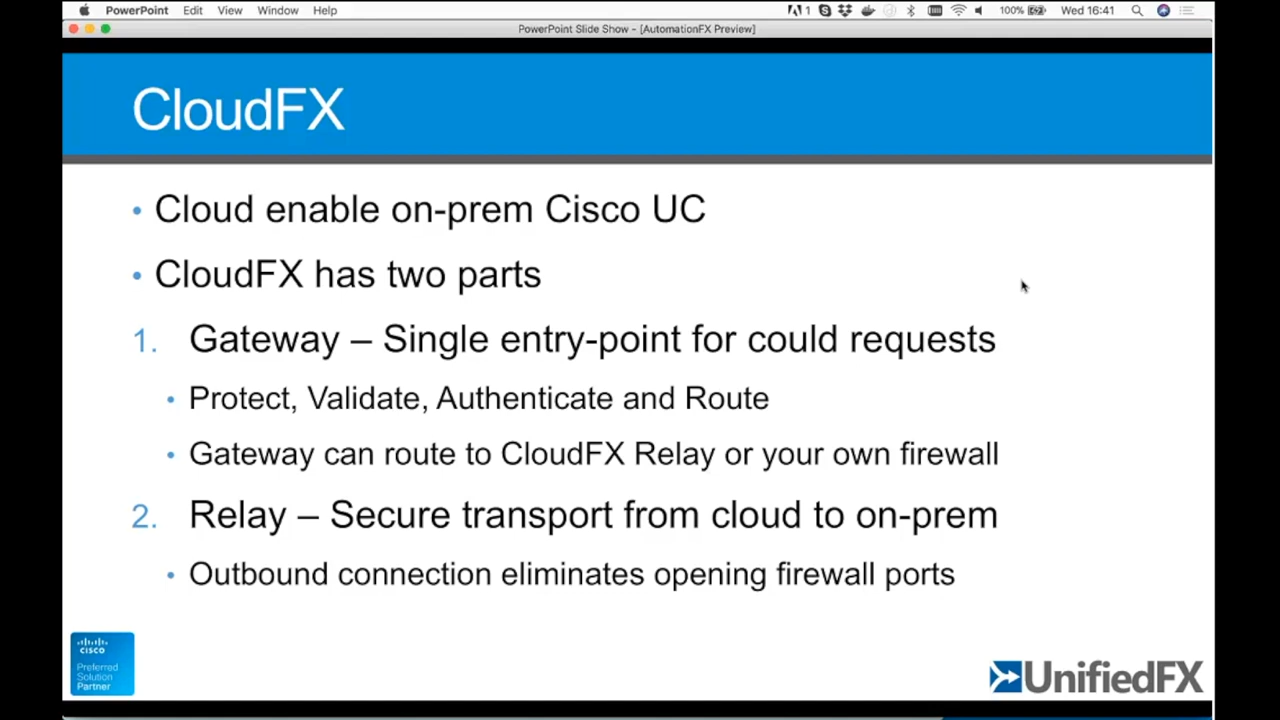 PowerPoint Edit View Window Help 1 100% Wed 16:41
PowerPoint Slide Show - [AutomationFX Preview]
CloudFX
• Cloud enable on-prem Cisco UC
• CloudFX has two parts
1. Gateway – Single entry-point for could requests
• Protect, Validate, Authenticate and Route
• Gateway can route to CloudFX Relay or your own firewall
2. Relay – Secure transport from cloud to on-prem
• Outbound connection eliminates opening firewall ports
CISCO
Preferred
Solution
Partner
UnifiedFX